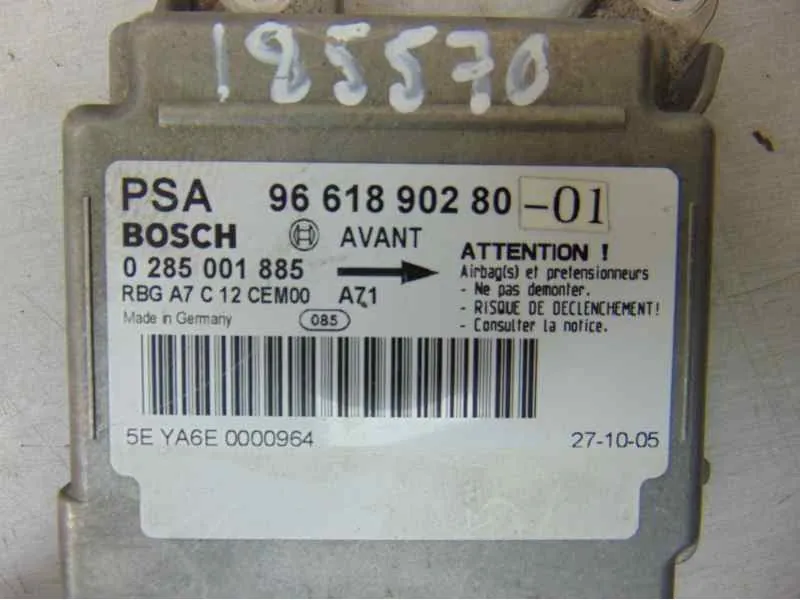 185570
PSA 96 618 902 80 -01
BOSCH AVANT
0 285 001 885
RBG A7 C 12 CEM00 A71
Made in Germany 085
ATTENTION !
Airbag(s) et pretensionneurs
- Ne pas demonter.
- RISQUE DE DECLENCHEMENT!
- Consulter la notice.
5E YA6E 0000964 27-10-05